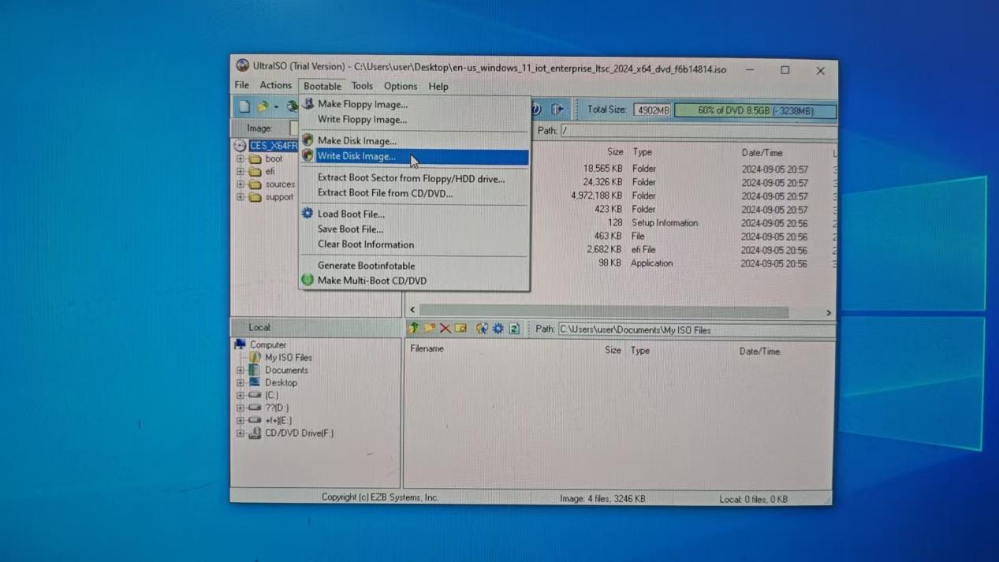 UltraISO (Trial Version) - C:\Users\user\Desktop\en-us_windows_11_iot_enterprise_ltsc_2024_x64_dvd_f6b14814.iso
File Actions Bootable Tools Options Help
Total Size: 4902MB 60% of DVD 8.5GB (- 3238MB)
Make Floppy Image...
Write Floppy Image...
Make Disk Image...
Write Disk Image...
Extract Boot Sector from Floppy/HDD drive...
Extract Boot File from CD/DVD...
Load Boot File...
Save Boot File...
Clear Boot Information
Generate Bootinfotable
Make Multi-Boot CD/DVD
Image: Path: /
CES_X64FR
boot
efi
sources
support
Size Type Date/Time
18,565 KB Folder 2024-09-05 20:57
24,326 KB Folder 2024-09-05 20:57
4,972,188 KB Folder 2024-09-05 20:57
423 KB Folder 2024-09-05 20:57
128 Setup Information 2024-09-05 20:56
463 KB File 2024-09-05 20:56
2,682 KB efi File 2024-09-05 20:56
98 KB Application 2024-09-05 20:56
Local: Path: C:\Users\user\Documents\My ISO Files
Computer
My ISO Files
Documents
Desktop
(C:)
??(D:)
CD/DVD Drive(F:)
Filename Size Type Date/Time
Copyright (c) EZB Systems, Inc. Image: 4 files, 3246 KB Local: 0 files, 0 KB